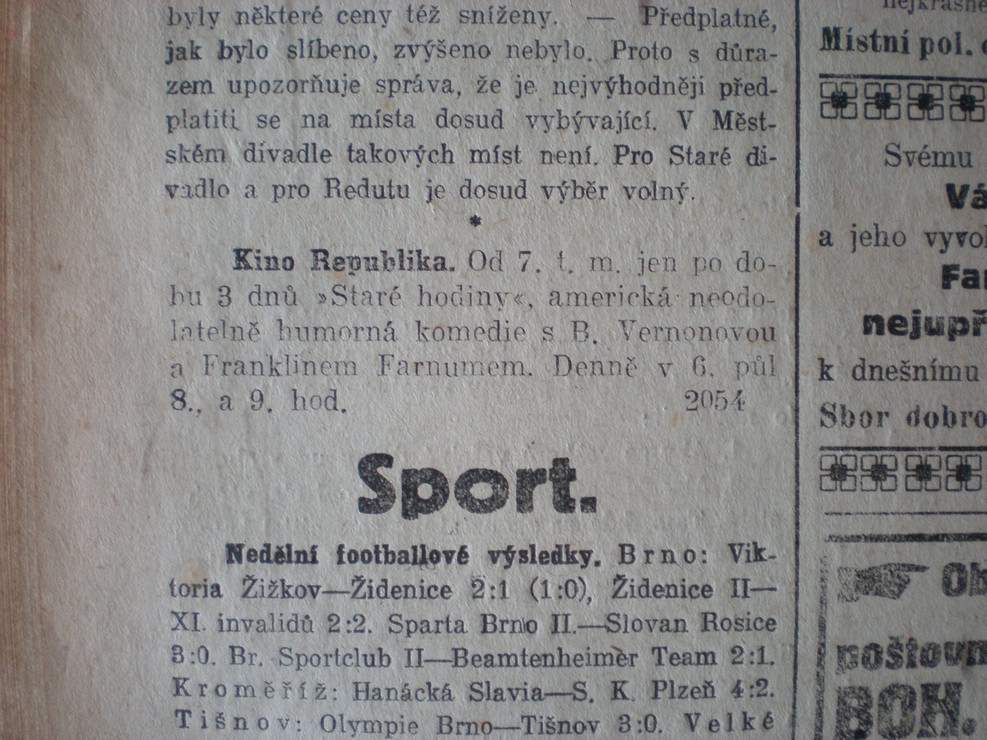 byly některé ceny též sníženy. — Předplatné,
jak bylo slíbeno, zvýšeno nebylo. Proto s důra-
zem upozorňuje správa, že je nejvýhodněji před-
platiti se na místa dosud vybývající. V Měst-
ském divadle takových míst není. Pro Staré di-
vadlo a pro Redutu je dosud výběr volný.
*
Kino Republika. Od 7. t. m. jen po do-
bu 3 dnů »Staré hodiny«, americká neodo-
latelně humorná komedie s B. Vernonovou
a Franklinem Farnumem. Denně v 6. půl
8., a 9. hod. 2054
Sport.
Nedělní footballové výsledky. Brno: Vik-
toria Žižkov—Židenice 2:1 (1:0), Židenice II—
XI. invalidů 2:2. Sparta Brno II.—Slovan Rosice
3:0. Br. Sportclub II—Beamtenheimer Team 2:1.
Kroměříž: Hanácká Slavia—S. K. Plzeň 4:2.
Tišnov: Olympie Brno—Tišnov 3:0. Velké
Místní pol.
Svému
Vá
a jeho vyvol
Far
nejupř
k dnešnímu
Sbor dobro
Ob
poštovn
BOH.